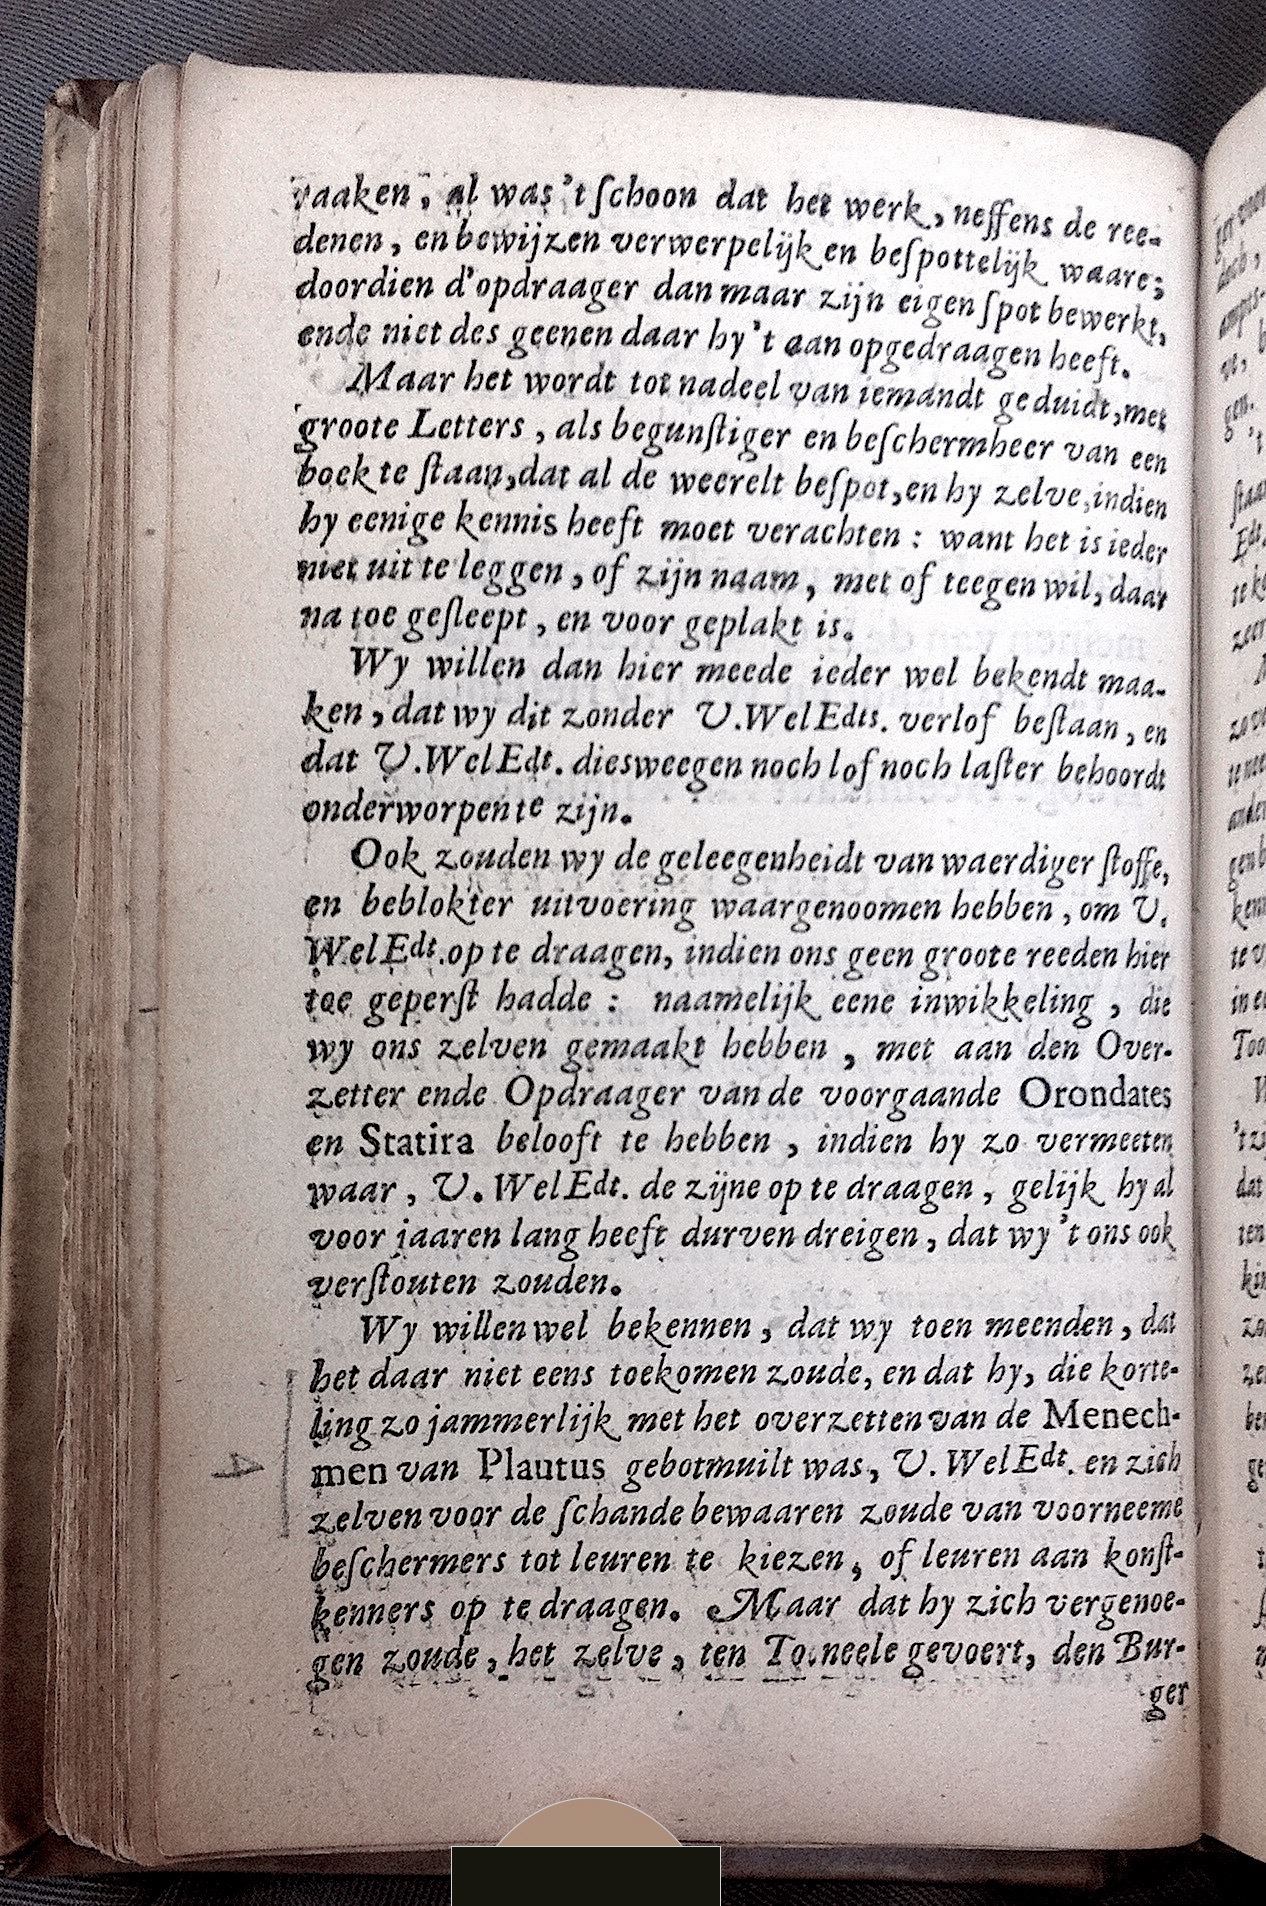 raaken, al was 't ſchoon dat het werk, neffens de ree-
denen, en bewijzen verwerpelijk en beſpottelijk waare;
doordien d'opdraager dan maar zijn eigen ſpot bewerkt,
ende niet des geenen daar hy 't aan opgedraagen heeft.
Maar het wordt tot nadeel van iemandt geduidt, met
groote Letters, als begunſtiger en beſchermheer van een
boek te ſtaan, dat al de weerelt beſpot, en hy zelve, indien
hy eenige kennis heeft moet verachten: want het is ieder
niet uit te leggen, of zijn naam, met of teegen wil, daar
na toe geſleept, en voor geplakt is.
Wy willen dan hier meede ieder wel bekendt maa-
ken, dat wy dit zonder U. WelEdts. verlof beſtaan, en
dat U. WelEdt. diesweegen noch lof noch laſter behoordt
onderworpen te zijn.
Ook zouden wy de geleegenheidt van waerdiger ſtoffe,
en beblokter uitvoering waargenoomen hebben, om U.
WelEdt. op te draagen, indien ons geen groote reeden hier
toe geperſt hadde: naamelijk eene inwikkeling, die
wy ons zelven gemaakt hebben, met aan den Over-
zetter ende Opdraager van de voorgaande Orondates
en Statira belooft te hebben, indien hy zo vermeeten
waar, U. WelEdt. de zijne op te draagen, gelijk hy al
voor jaaren lang heeft durven dreigen, dat wy 't ons ook
verſtouten zouden.
Wy willen wel bekennen, dat wy toen meenden, dat
het daar niet eens toekomen zoude, en dat hy, die korte-
ling zo jammerlijk met het overzetten van de Menech-
men van Plautus gebotmuilt was, U. WelEdt. en zich
zelven voor de ſchande bewaaren zoude van voorneeme
beſchermers tot leuren te kiezen, of leuren aan konſt-
kenners op te draagen. Maar dat hy zich vergenoe-
gen zoude, het zelve, ten Tooneele gevoert, den Bur-
ger